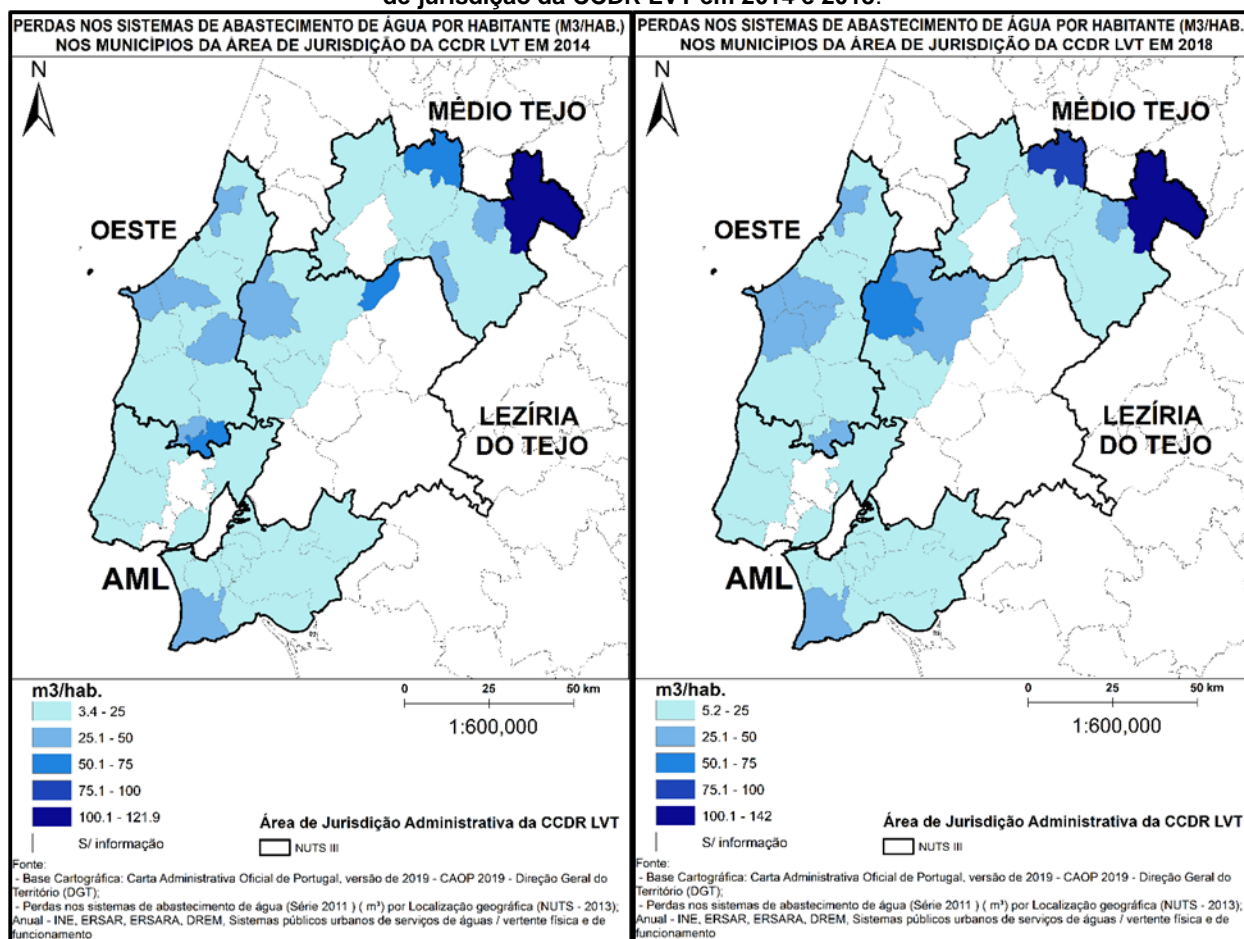 de jurisdição da CCDR LVT em 2014 e 2018.
PERDAS NOS SISTEMAS DE ABASTECIMENTO DE ÁGUA POR HABITANTE (M3/HAB.)
NOS MUNICÍPIOS DA ÁREA DE JURISDIÇÃO DA CCDR LVT EM 2014
N
MÉDIO TEJO
OESTE
LEZÍRIA
DO TEJO
AML
m3/hab.
3.4 - 25
25.1 - 50
50.1 - 75
75.1 - 100
100.1 - 121.9
S/ informação
0 25 50 km
1:600,000
Área de Jurisdição Administrativa da CCDR LVT
NUTS III
Fonte:
- Base Cartográfica: Carta Administrativa Oficial de Portugal, versão de 2019 - CAOP 2019 - Direção Geral do
Território (DGT);
- Perdas nos sistemas de abastecimento de água (Série 2011 ) ( m³) por Localização geográfica (NUTS - 2013);
Anual - INE, ERSAR, ERSARA, DREM, Sistemas públicos urbanos de serviços de águas / vertente física e de
funcionamento
PERDAS NOS SISTEMAS DE ABASTECIMENTO DE ÁGUA POR HABITANTE (M3/HAB.)
NOS MUNICÍPIOS DA ÁREA DE JURISDIÇÃO DA CCDR LVT EM 2018
N
MÉDIO TEJO
OESTE
LEZÍRIA
DO TEJO
AML
m3/hab.
5.2 - 25
25.1 - 50
50.1 - 75
75.1 - 100
100.1 - 142
S/ informação
0 25 50 km
1:600,000
Área de Jurisdição Administrativa da CCDR LVT
NUTS III
Fonte:
- Base Cartográfica: Carta Administrativa Oficial de Portugal, versão de 2019 - CAOP 2019 - Direção Geral do
Território (DGT);
- Perdas nos sistemas de abastecimento de água (Série 2011 ) ( m³) por Localização geográfica (NUTS - 2013);
Anual - INE, ERSAR, ERSARA, DREM, Sistemas públicos urbanos de serviços de águas / vertente física e de
funcionamento